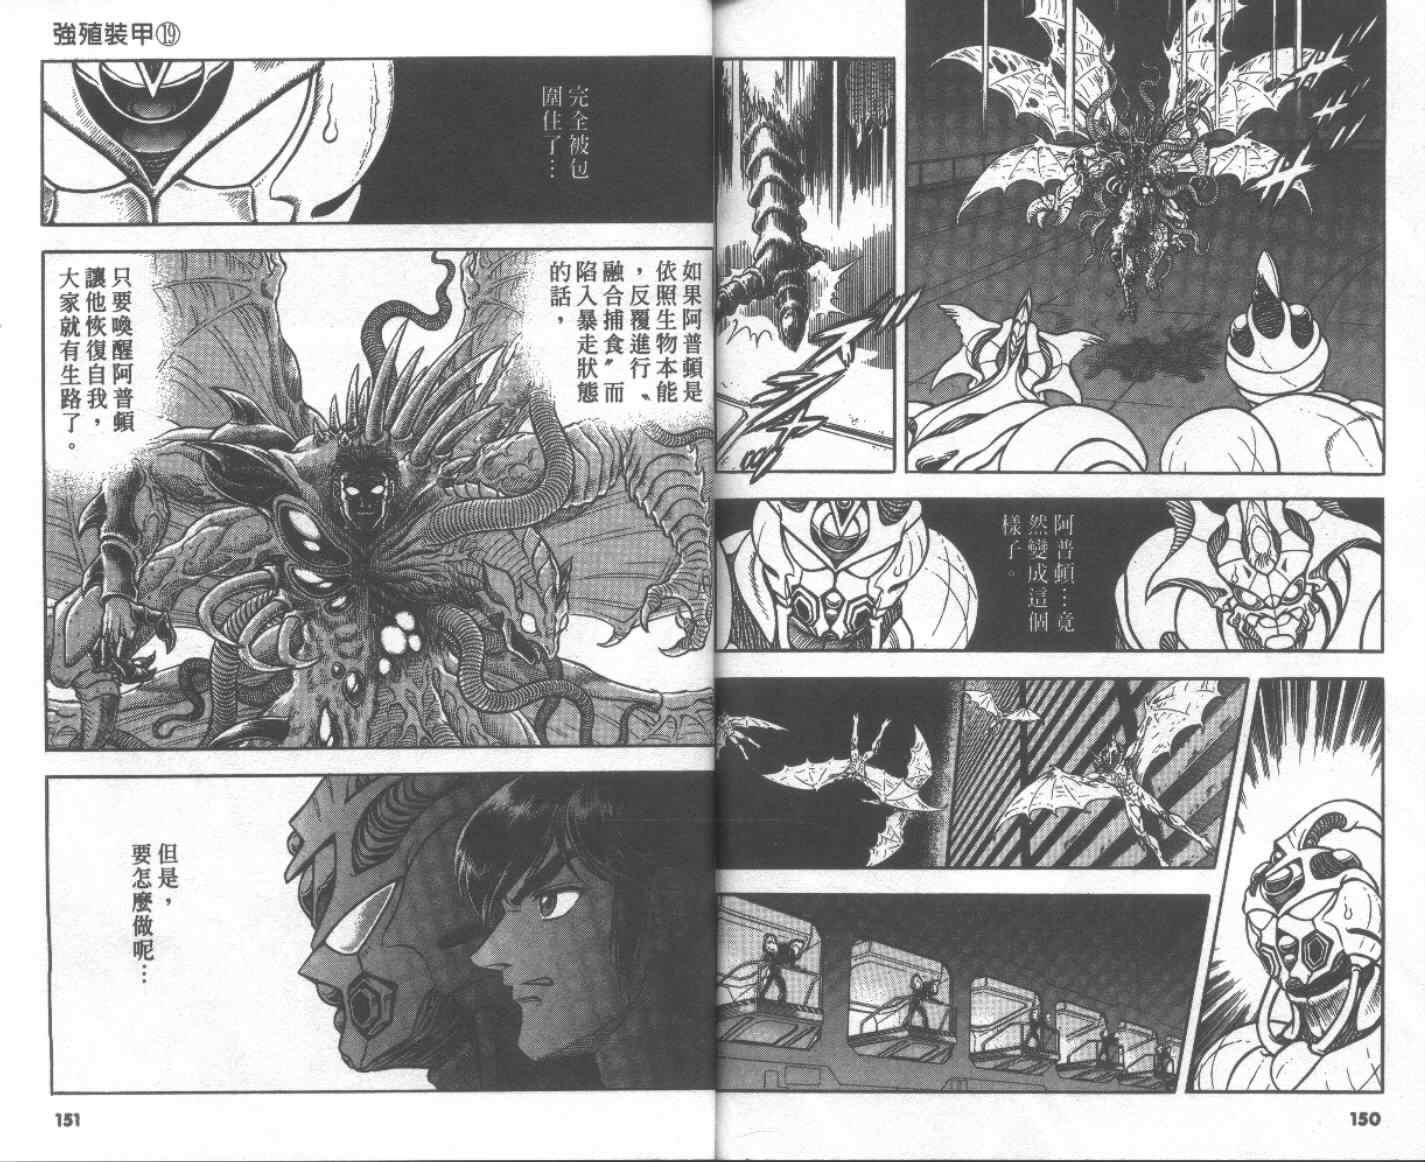 強殖裝甲⑲
阿普頓…竟
然變成這個
樣子。
150
完全被包
圍住了…
如果阿普頓是
依照生物本能
，反覆進行〝
融合捕食〞而
陷入暴走狀態
的話，
只要喚醒阿普頓
讓他恢復自我，
大家就有生路了。
但是，
要怎麼做呢…
151